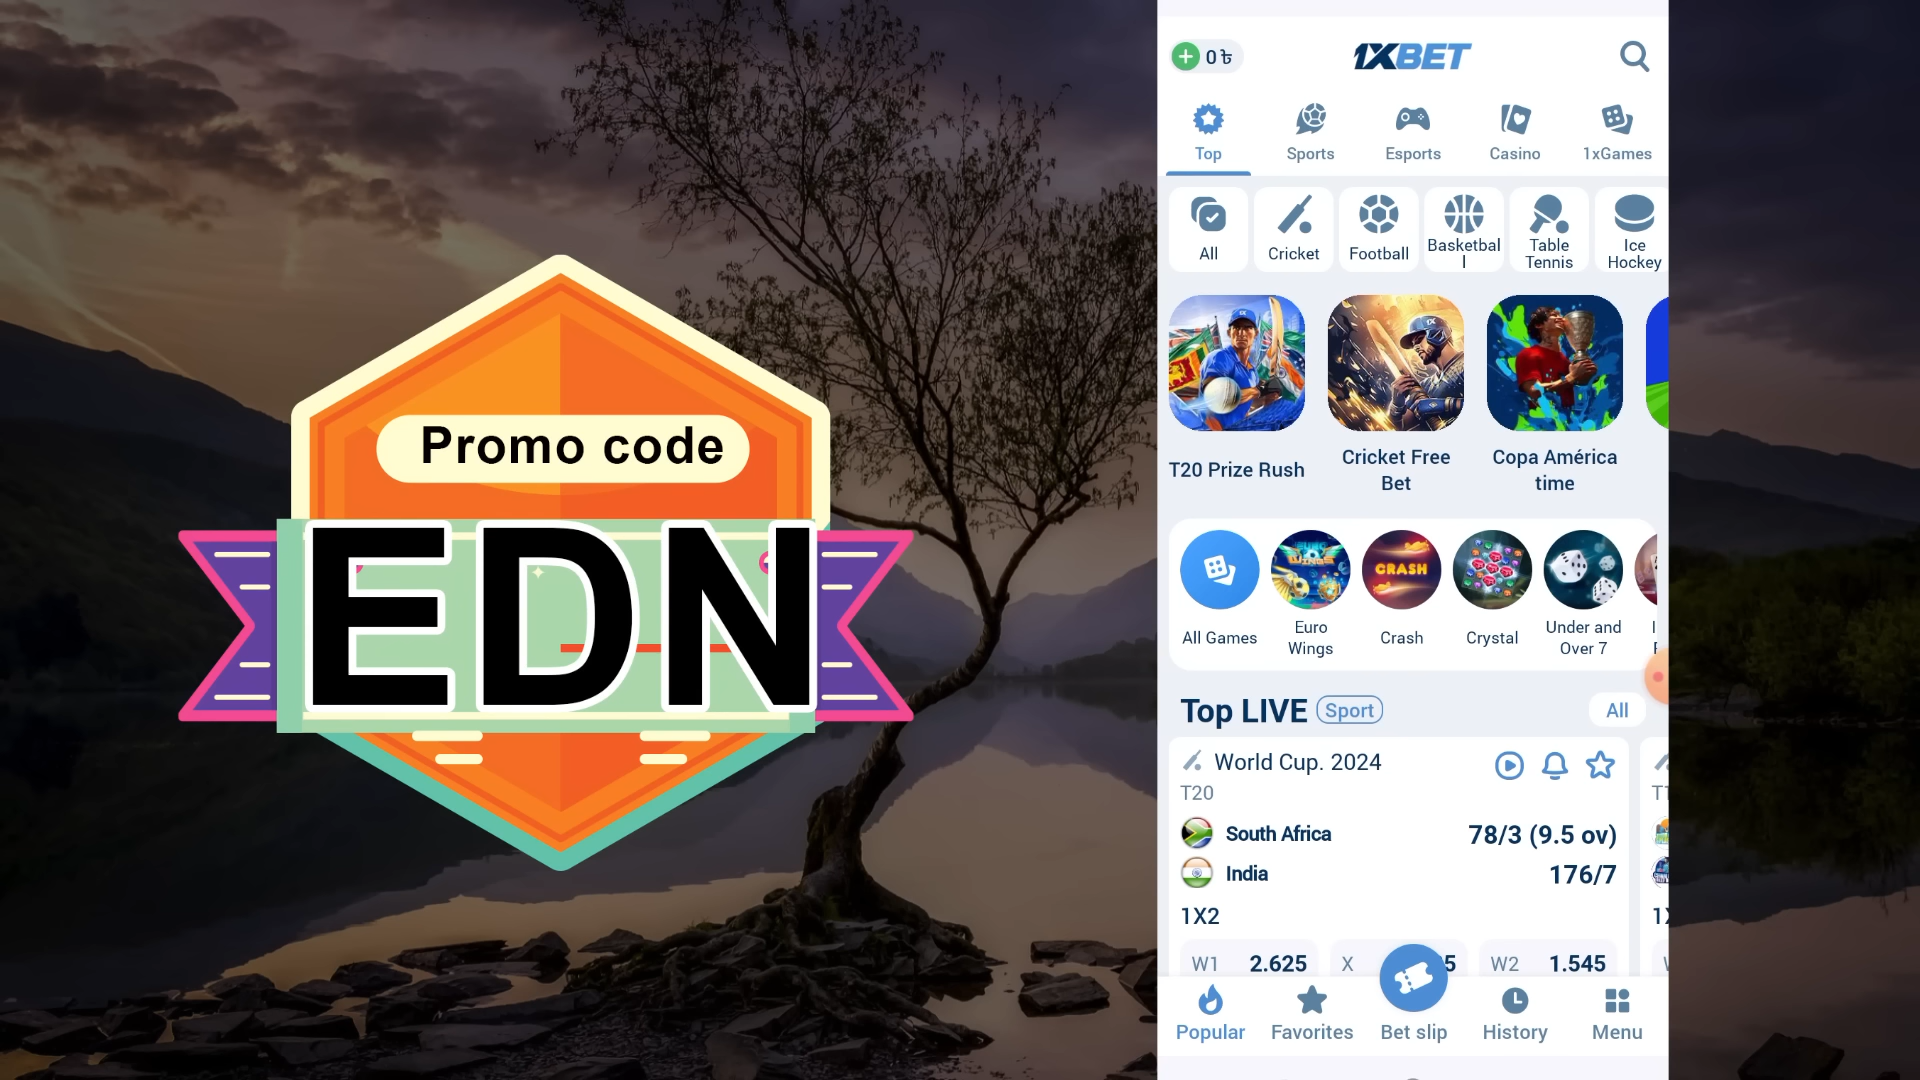 Promo code
EDN
0 ৳
1XBET
Top
Sports
Esports
Casino
1xGames
All
Cricket
Football
Basketbal
l
Table
Tennis
Ice
Hockey
T20 Prize Rush
Cricket Free
Bet
Copa América
time
CRASH
All Games
Euro
Wings
Crash
Crystal
Under and
Over 7
Top LIVE
Sport
All
World Cup. 2024
T20
South Africa
78/3 (9.5 ov)
India
176/7
1X2
W1
2.625
X
5
W2
1.545
Popular
Favorites
Bet slip
History
Menu